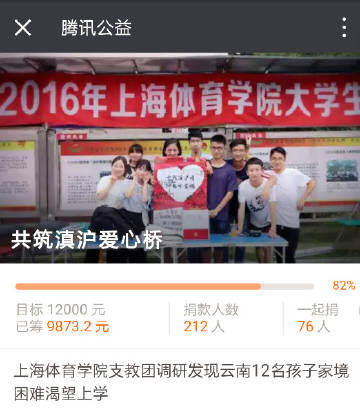 腾讯公益
2016年上海体育学院大学生
共筑滇沪爱心桥
82%
目标 12000 元 捐款人数 一起捐
已筹 9873.2 元 212 人 76 人
上海体育学院支教团调研发现云南12名孩子家境
困难渴望上学